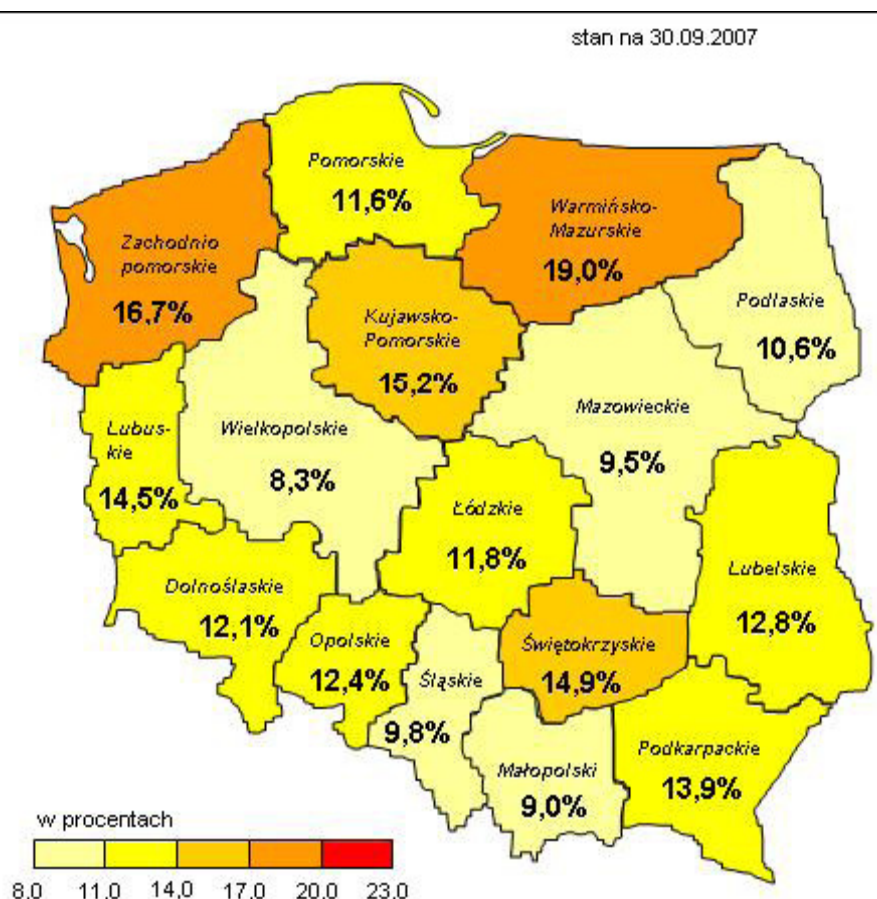 stan na 30.09.2007
Pomorskie
11,6%
Warmińsko-
Mazurskie
19,0%
Zachodnio
pomorskie
16,7%
Podlaskie
10,6%
Kujawsko-
Pomorskie
15,2%
Mazowieckie
9,5%
Lubus-
kie
14,5%
Wielkopolskie
8,3%
Łódzkie
11,8%
Lubelskie
12,8%
Dolnoślaskie
12,1%
Opolskie
12,4%
Śląskie
9,8%
Świętokrzyskie
14,9%
Małopolski
9,0%
Podkarpackie
13,9%
w procentach
8,0 11,0 14,0 17,0 20,0 23,0